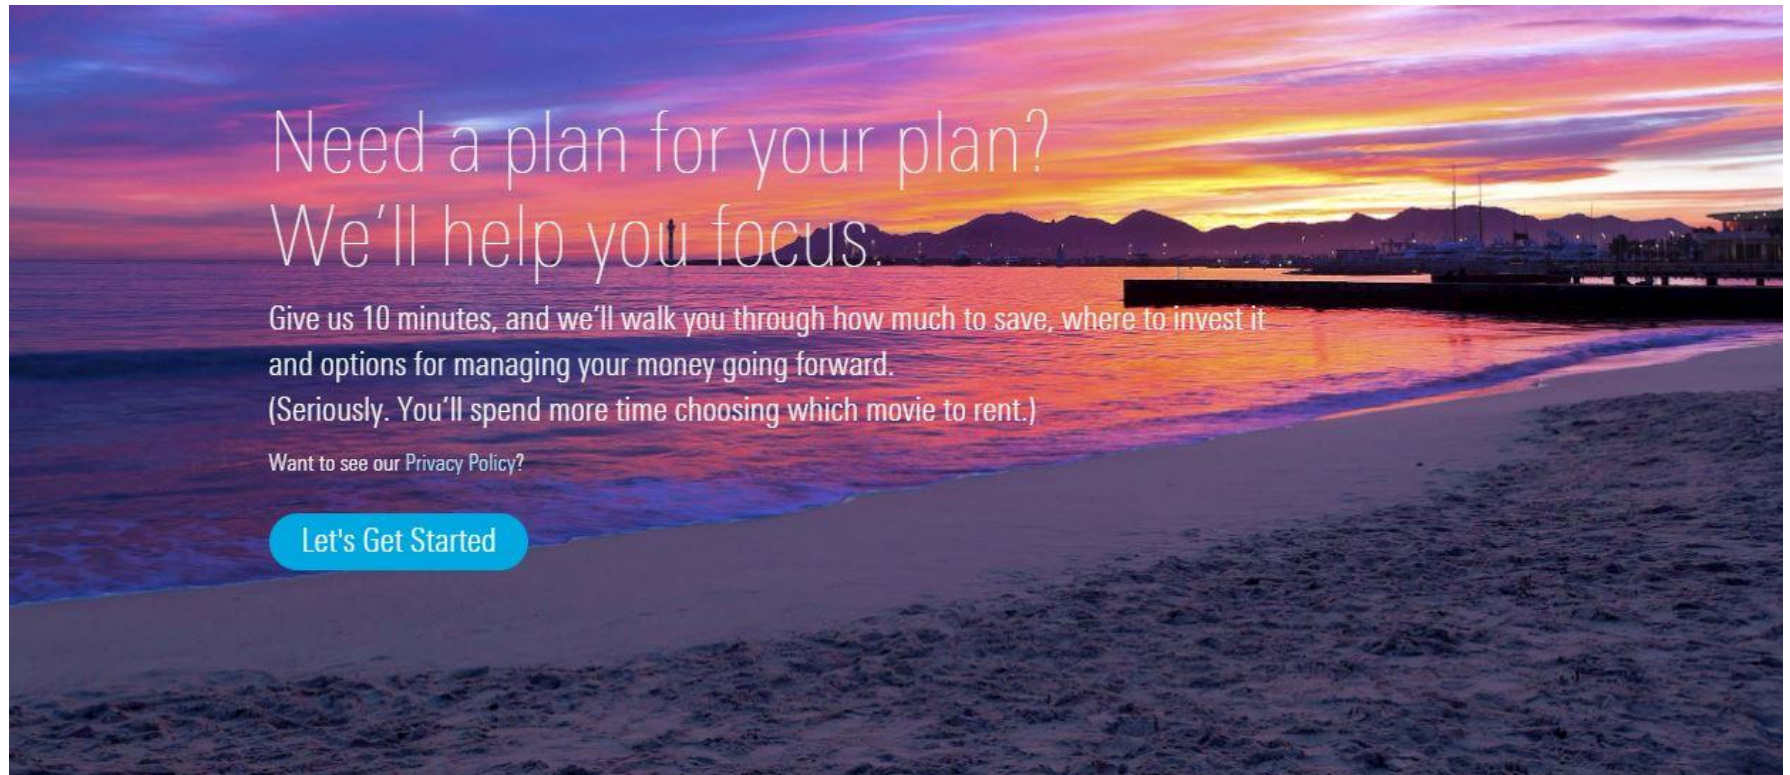 Need a plan for your plan?
We'll help you focus.
Give us 10 minutes, and we'll walk you through how much to save, where to invest it
and options for managing your money going forward.
(Seriously. You'll spend more time choosing which movie to rent.)
Want to see our Privacy Policy?
Let's Get Started